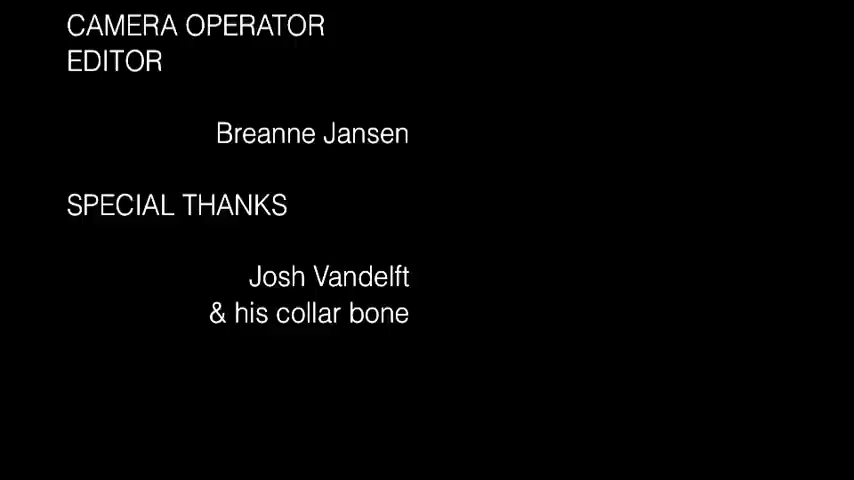 CAMERA OPERATOR
EDITOR
Breanne Jansen
SPECIAL THANKS
Josh Vandelft
& his collar bone